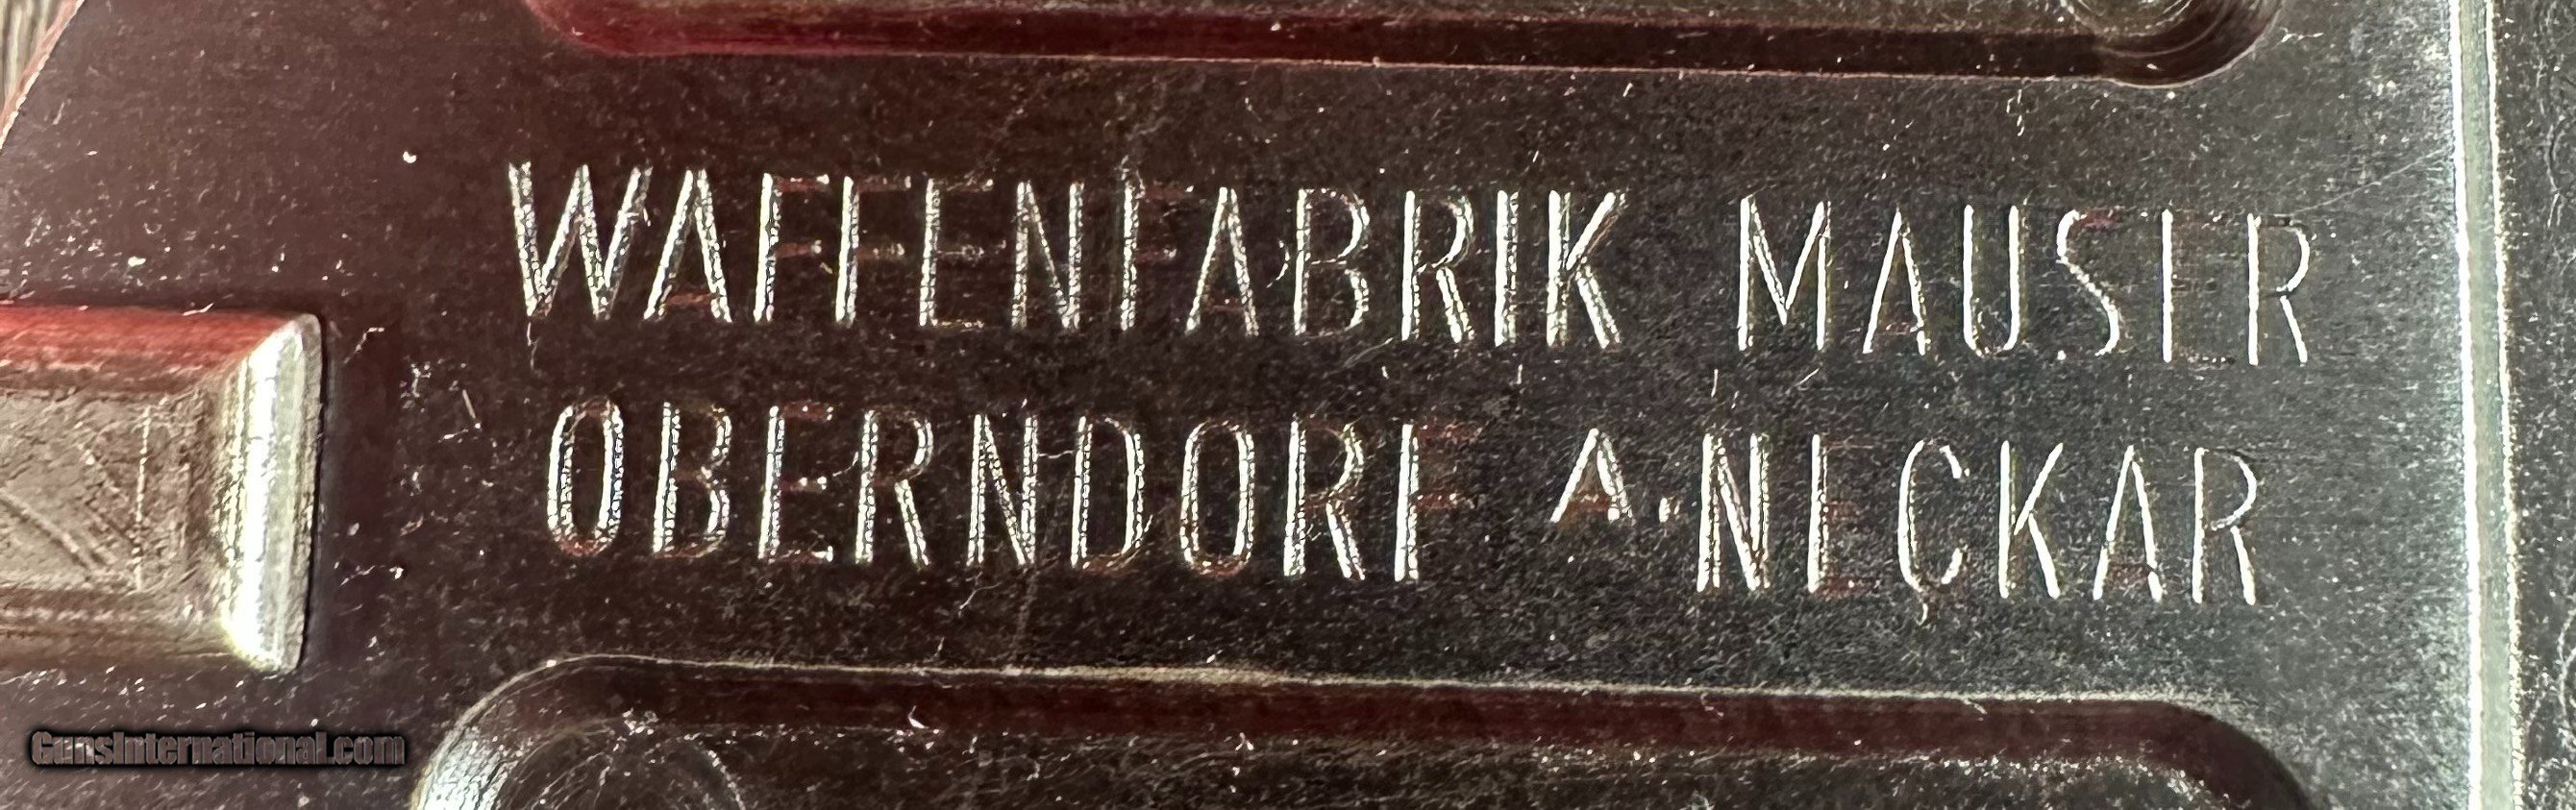 WAFFENFABRIK MAUSER
OBERNDORF A. NECKAR
GunsInternational.com